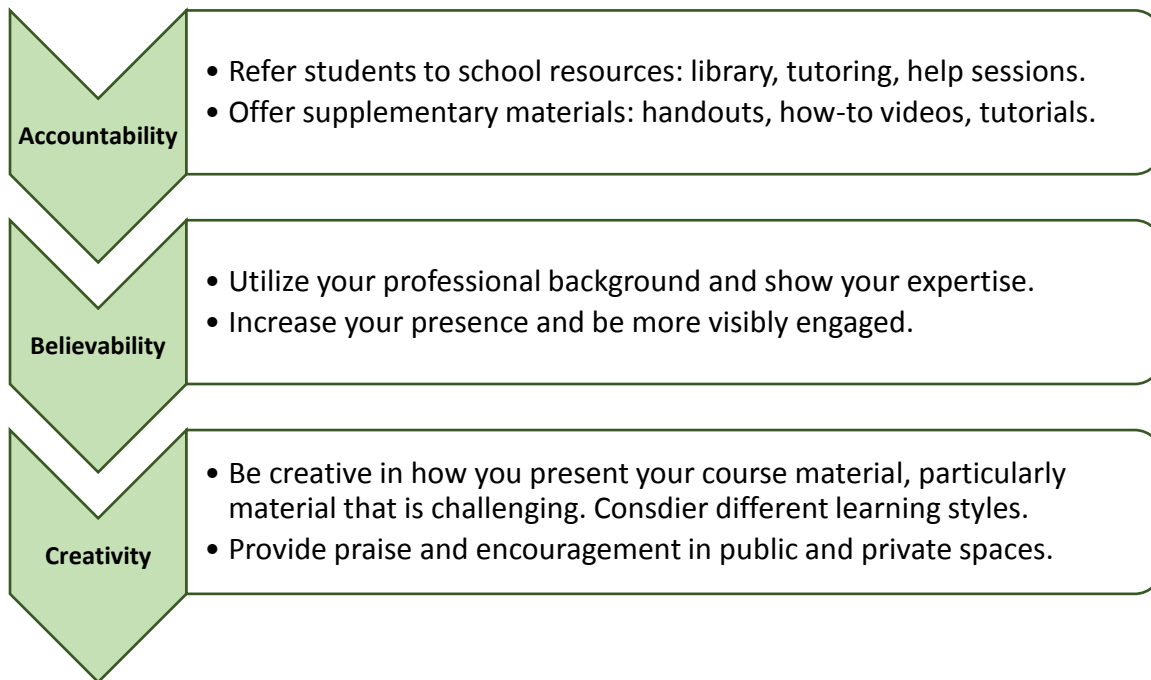 Accountability
• Refer students to school resources: library, tutoring, help sessions.
• Offer supplementary materials: handouts, how-to videos, tutorials.
Believability
• Utilize your professional background and show your expertise.
• Increase your presence and be more visibly engaged.
Creativity
• Be creative in how you present your course material, particularly
material that is challenging. Consdier different learning styles.
• Provide praise and encouragement in public and private spaces.